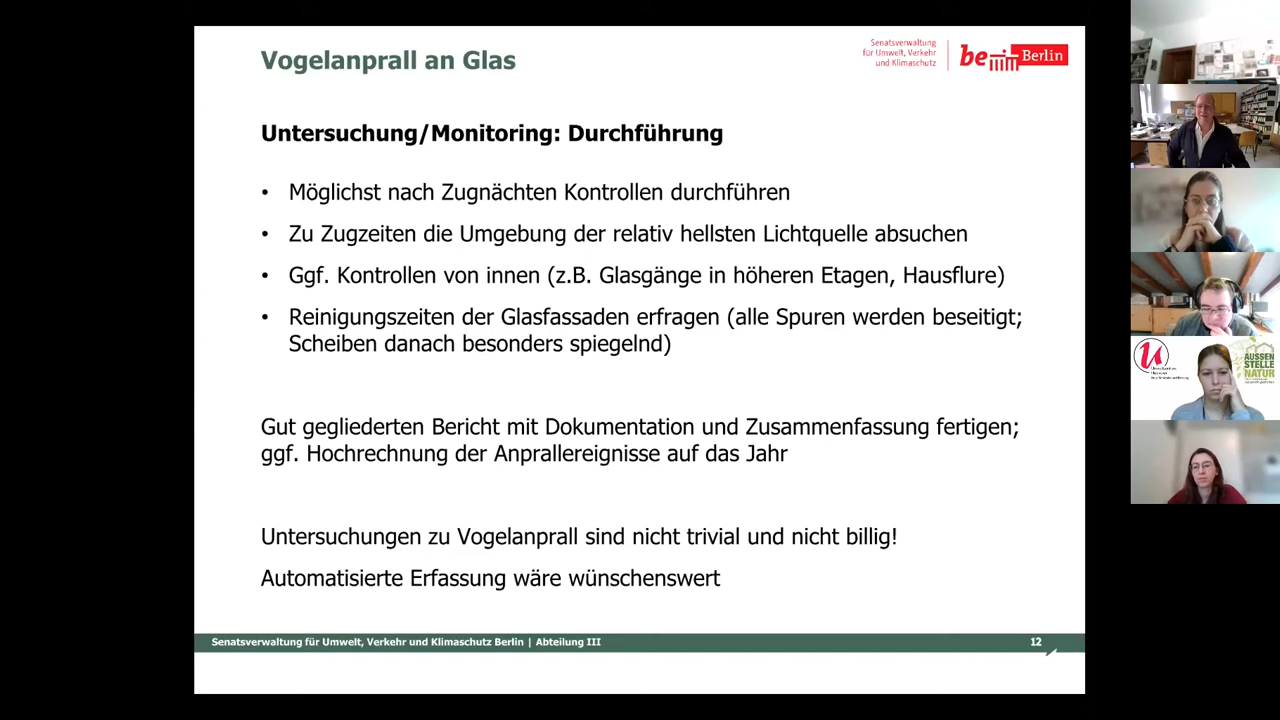 Vogelanprall an Glas
Senatsverwaltung
für Umwelt, Verkehr
und Klimaschutz
be Berlin
Untersuchung/Monitoring: Durchführung
• Möglichst nach Zugnächten Kontrollen durchführen
• Zu Zugzeiten die Umgebung der relativ hellsten Lichtquelle absuchen
• Ggf. Kontrollen von innen (z.B. Glasgänge in höheren Etagen, Hausflure)
• Reinigungszeiten der Glasfassaden erfragen (alle Spuren werden beseitigt;
Scheiben danach besonders spiegelnd)
Gut gegliederten Bericht mit Dokumentation und Zusammenfassung fertigen;
ggf. Hochrechnung der Anprallereignisse auf das Jahr
Untersuchungen zu Vogelanprall sind nicht trivial und nicht billig!
Automatisierte Erfassung wäre wünschenswert
Senatsverwaltung für Umwelt, Verkehr und Klimaschutz Berlin | Abteilung III
12
AUSSEN
STELLE
NATUR